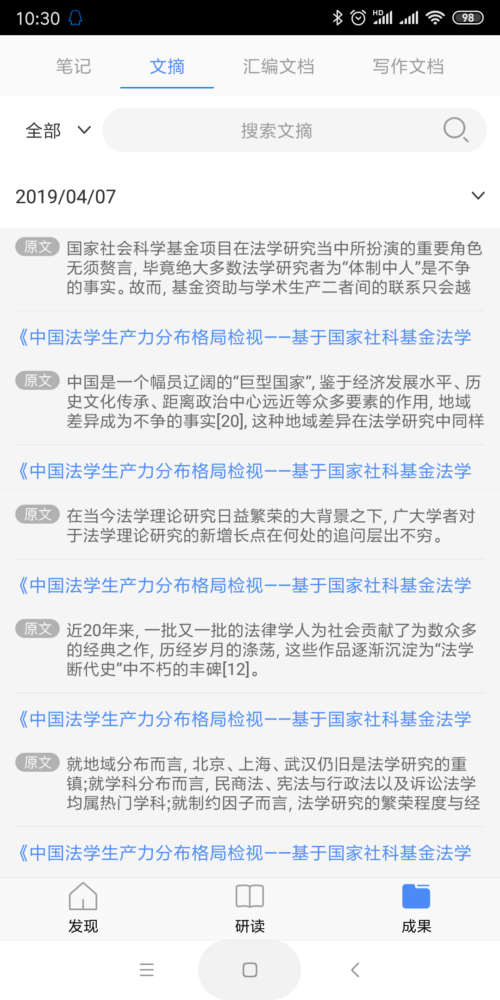 10:30 HD 98
笔记 文摘 汇编文档 写作文档
全部 搜索文摘
2019/04/07
原文 国家社会科学基金项目在法学研究当中所扮演的重要角色
无须赘言, 毕竟绝大多数法学研究者为“体制中人”是不争
的事实。故而, 基金资助与学术生产二者间的联系只会越
《中国法学生产力分布格局检视——基于国家社科基金法学
原文 中国是一个幅员辽阔的“巨型国家”, 鉴于经济发展水平、历
史文化传承、距离政治中心远近等众多要素的作用, 地域
差异成为不争的事实[20], 这种地域差异在法学研究中同样
《中国法学生产力分布格局检视——基于国家社科基金法学
原文 在当今法学理论研究日益繁荣的大背景之下, 广大学者对
于法学理论研究的新增长点在何处的追问层出不穷。
《中国法学生产力分布格局检视——基于国家社科基金法学
原文 近20年来, 一批又一批的法律学人为社会贡献了为数众多
的经典之作, 历经岁月的涤荡, 这些作品逐渐沉淀为“法学
断代史”中不朽的丰碑[12]。
《中国法学生产力分布格局检视——基于国家社科基金法学
原文 就地域分布而言, 北京、上海、武汉仍旧是法学研究的重
镇;就学科分布而言, 民商法、宪法与行政法以及诉讼法学
均属热门学科;就制约因子而言, 法学研究的繁荣程度与经
《中国法学生产力分布格局检视——基于国家社科基金法学
发现 研读 成果